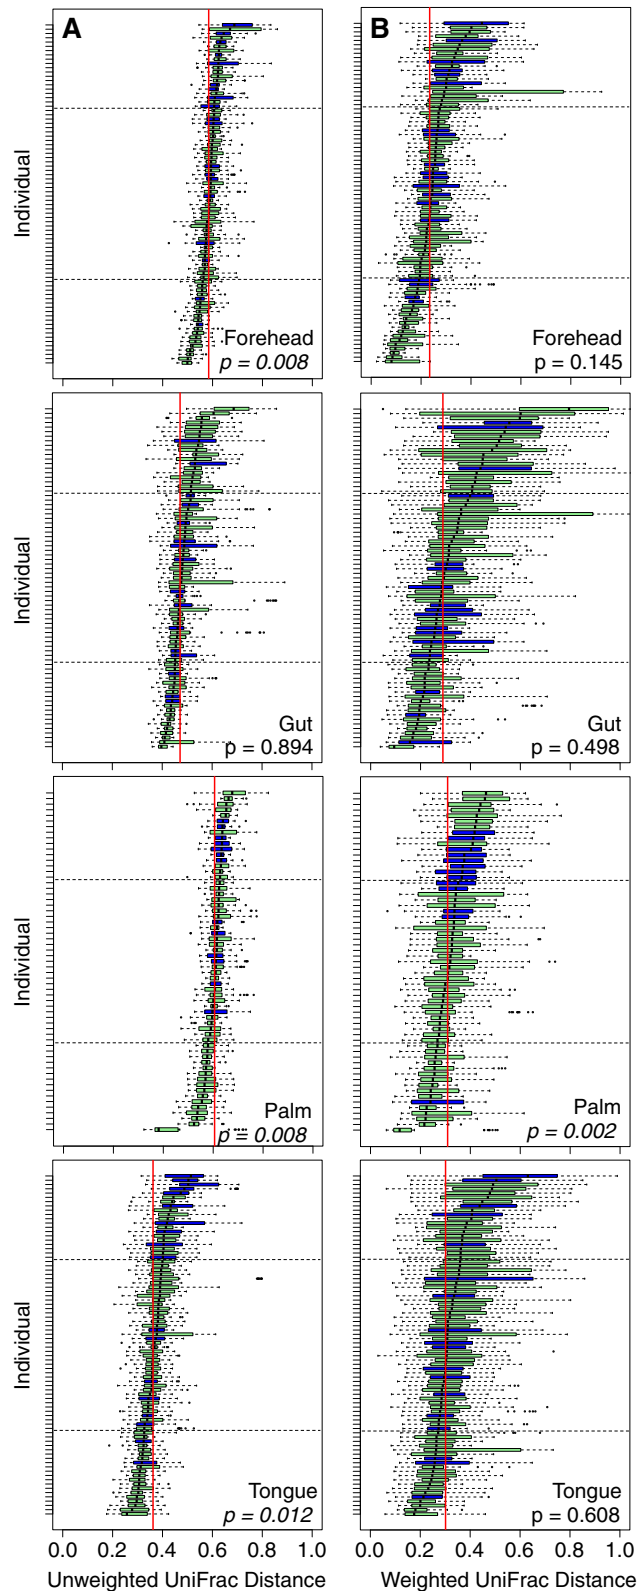 A
B
Individual
Forehead
p = 0.008
Forehead
p = 0.145
Individual
Gut
p = 0.894
Gut
p = 0.498
Individual
Palm
p = 0.008
Palm
p = 0.002
Individual
Tongue
p = 0.012
Tongue
p = 0.608
0.0 0.2 0.4 0.6 0.8 1.0
0.0 0.2 0.4 0.6 0.8 1.0
Unweighted UniFrac Distance
Weighted UniFrac Distance